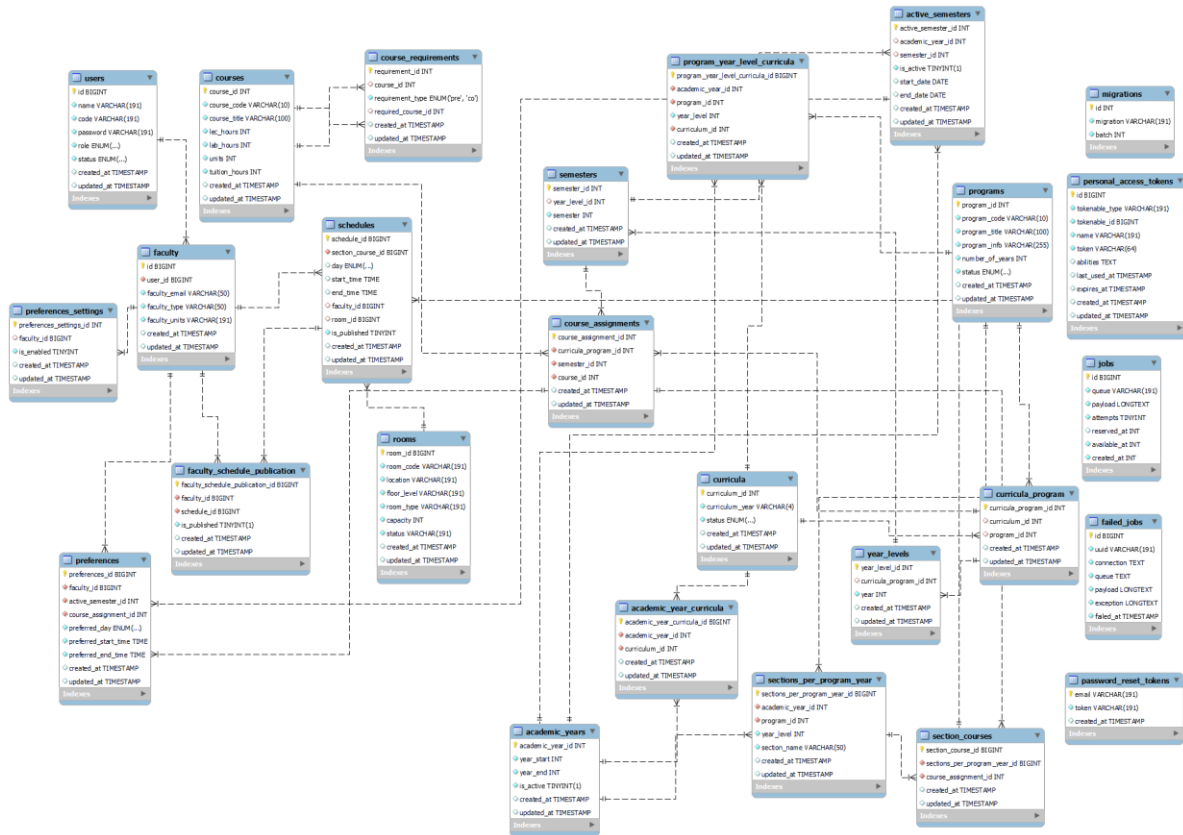 users
id BIGINT
name VARCHAR(191)
code VARCHAR(191)
password VARCHAR(191)
role ENUM(...)
status ENUM(...)
created_at TIMESTAMP
updated_at TIMESTAMP
Indexes
courses
course_id INT
course_code VARCHAR(10)
course_title VARCHAR(100)
lec_hours INT
lab_hours INT
units INT
tuition_hours INT
created_at TIMESTAMP
updated_at TIMESTAMP
Indexes
course_requirements
requirement_id INT
course_id INT
requirement_type ENUM('pre', 'co')
required_course_id INT
created_at TIMESTAMP
updated_at TIMESTAMP
Indexes
program_year_level_curricula
program_year_level_curricula_id BIGINT
academic_year_id INT
program_id INT
year_level INT
curriculum_id INT
created_at TIMESTAMP
updated_at TIMESTAMP
Indexes
active_semesters
active_semester_id INT
academic_year_id INT
semester_id INT
is_active TINYINT(1)
start_date DATE
end_date DATE
created_at TIMESTAMP
updated_at TIMESTAMP
Indexes
migrations
id INT
migration VARCHAR(191)
batch INT
Indexes
semesters
semester_id INT
year_level_id INT
semester INT
created_at TIMESTAMP
updated_at TIMESTAMP
Indexes
programs
program_id INT
program_code VARCHAR(10)
program_title VARCHAR(100)
program_info VARCHAR(255)
number_of_years INT
status ENUM(...)
created_at TIMESTAMP
updated_at TIMESTAMP
Indexes
personal_access_tokens
id BIGINT
tokenable_type VARCHAR(191)
tokenable_id BIGINT
name VARCHAR(191)
token VARCHAR(64)
abilities TEXT
last_used_at TIMESTAMP
expires_at TIMESTAMP
created_at TIMESTAMP
updated_at TIMESTAMP
Indexes
faculty
id BIGINT
user_id BIGINT
faculty_email VARCHAR(50)
faculty_type VARCHAR(50)
faculty_units VARCHAR(191)
created_at TIMESTAMP
updated_at TIMESTAMP
Indexes
schedules
schedule_id BIGINT
section_course_id BIGINT
day ENUM(...)
start_time TIME
end_time TIME
faculty_id BIGINT
room_id BIGINT
is_published TINYINT
created_at TIMESTAMP
updated_at TIMESTAMP
Indexes
preferences_settings
preferences_settings_id INT
faculty_id BIGINT
is_enabled TINYINT
created_at TIMESTAMP
updated_at TIMESTAMP
Indexes
course_assignments
course_assignment_id INT
curricula_program_id INT
semester_id INT
course_id INT
created_at TIMESTAMP
updated_at TIMESTAMP
Indexes
jobs
id BIGINT
queue VARCHAR(191)
payload LONGTEXT
attempts TINYINT
reserved_at INT
available_at INT
created_at INT
Indexes
faculty_schedule_publication
faculty_schedule_publication_id BIGINT
faculty_id BIGINT
schedule_id BIGINT
is_published TINYINT(1)
created_at TIMESTAMP
updated_at TIMESTAMP
Indexes
rooms
room_id BIGINT
room_code VARCHAR(191)
location VARCHAR(191)
floor_level VARCHAR(191)
room_type VARCHAR(191)
capacity INT
status VARCHAR(191)
created_at TIMESTAMP
updated_at TIMESTAMP
Indexes
curricula
curriculum_id INT
curriculum_year VARCHAR(4)
status ENUM(...)
created_at TIMESTAMP
updated_at TIMESTAMP
Indexes
curricula_program
curricula_program_id INT
curriculum_id INT
program_id INT
created_at TIMESTAMP
updated_at TIMESTAMP
Indexes
failed_jobs
id BIGINT
uuid VARCHAR(191)
connection TEXT
queue TEXT
payload LONGTEXT
exception LONGTEXT
failed_at TIMESTAMP
Indexes
preferences
preferences_id BIGINT
faculty_id BIGINT
active_semester_id INT
course_assignment_id INT
preferred_day ENUM(...)
preferred_start_time TIME
preferred_end_time TIME
created_at TIMESTAMP
updated_at TIMESTAMP
Indexes
year_levels
year_level_id INT
curricula_program_id INT
year INT
created_at TIMESTAMP
updated_at TIMESTAMP
Indexes
academic_year_curricula
academic_year_curricula_id BIGINT
academic_year_id INT
curriculum_id INT
created_at TIMESTAMP
updated_at TIMESTAMP
Indexes
sections_per_program_year
sections_per_program_year_id BIGINT
academic_year_id INT
program_id INT
year_level INT
section_name VARCHAR(50)
created_at TIMESTAMP
updated_at TIMESTAMP
Indexes
password_reset_tokens
email VARCHAR(191)
token VARCHAR(191)
created_at TIMESTAMP
Indexes
academic_years
academic_year_id INT
year_start INT
year_end INT
is_active TINYINT(1)
created_at TIMESTAMP
updated_at TIMESTAMP
Indexes
section_courses
section_course_id BIGINT
sections_per_program_year_id BIGINT
course_assignment_id INT
created_at TIMESTAMP
updated_at TIMESTAMP
Indexes